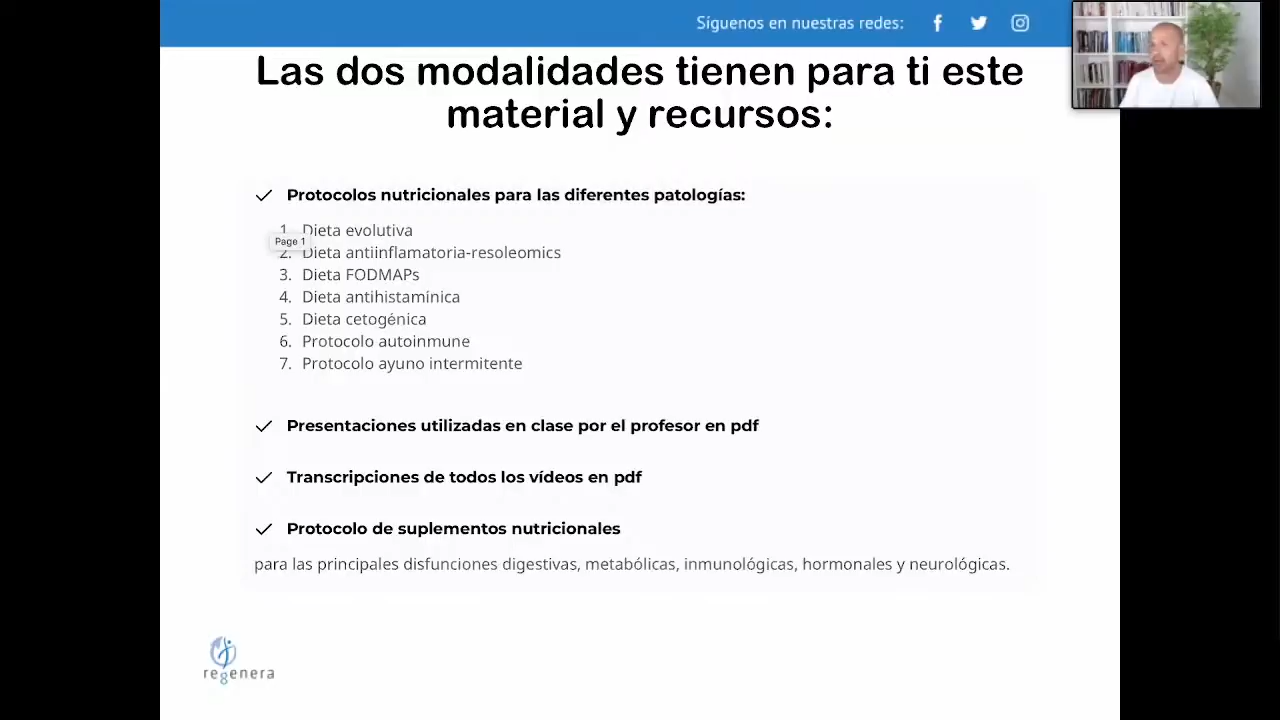 Síguenos en nuestras redes:
Las dos modalidades tienen para ti este
material y recursos:
Protocolos nutricionales para las diferentes patologías:
1. Dieta evolutiva
Page 1
2. Dieta antiinflamatoria-resoleomics
3. Dieta FODMAPs
4. Dieta antihistamínica
5. Dieta cetogénica
6. Protocolo autoinmune
7. Protocolo ayuno intermitente
Presentaciones utilizadas en clase por el profesor en pdf
Transcripciones de todos los vídeos en pdf
Protocolo de suplementos nutricionales
para las principales disfunciones digestivas, metabólicas, inmunológicas, hormonales y neurológicas.
regenera